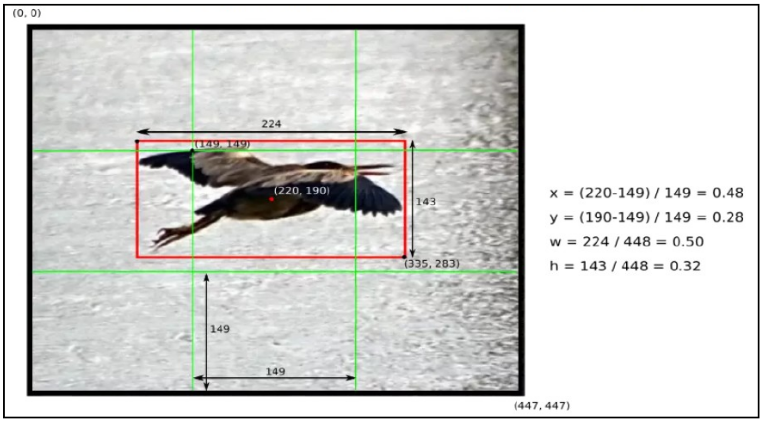 (0, 0)
224
(149, 149)
(220, 190)
143
(335, 283)
149
149
(447, 447)
x = (220-149) / 149 = 0.48
y = (190-149) / 149 = 0.28
w = 224 / 448 = 0.50
h = 143 / 448 = 0.32